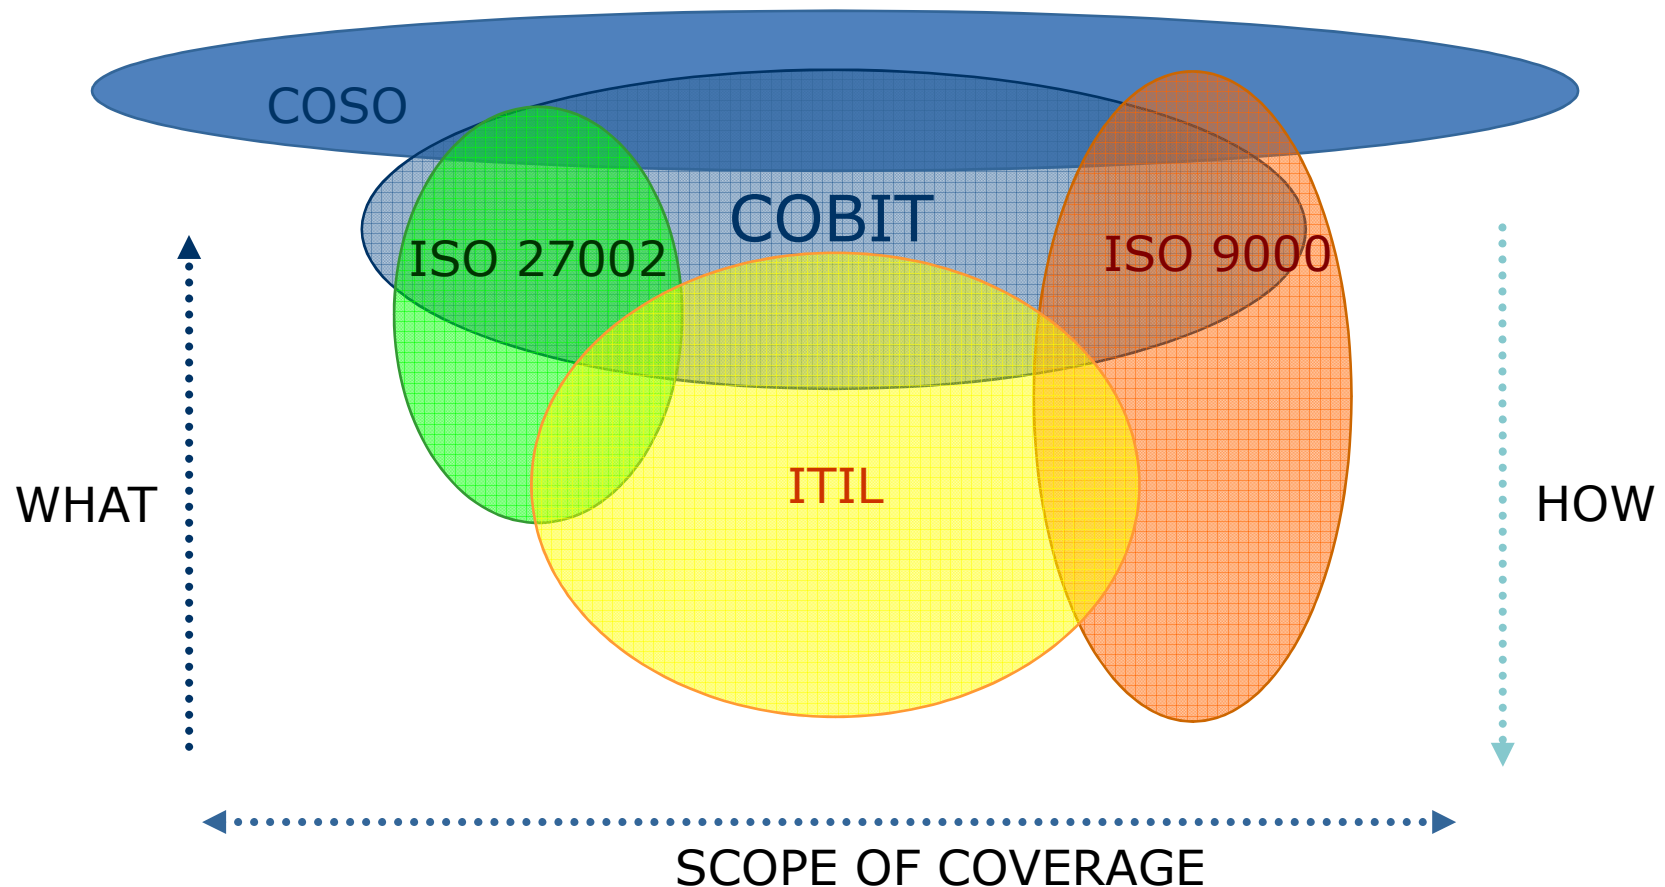 COSO
COBIT
ISO 27002
ISO 9000
ITIL
WHAT
HOW
SCOPE OF COVERAGE